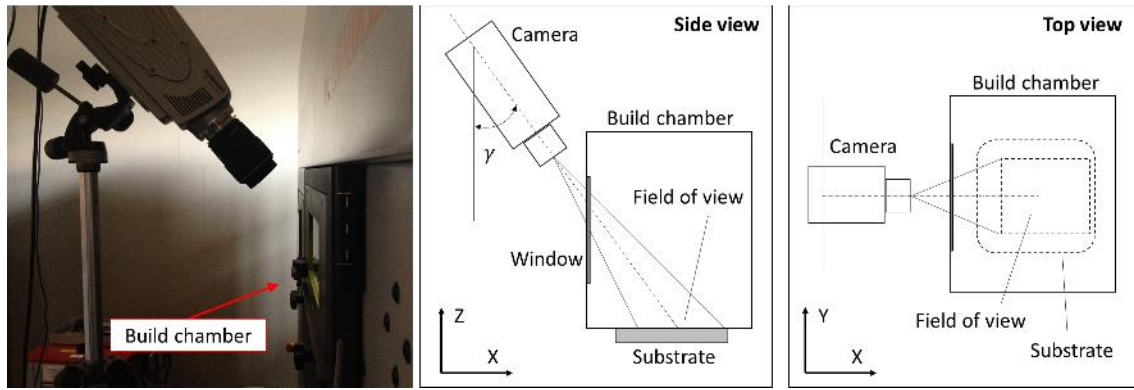 Build chamber
Side view
Camera
Build chamber
γ
Field of view
Window
Z
X
Substrate
Top view
Build chamber
Camera
Y
X
Field of view
Substrate